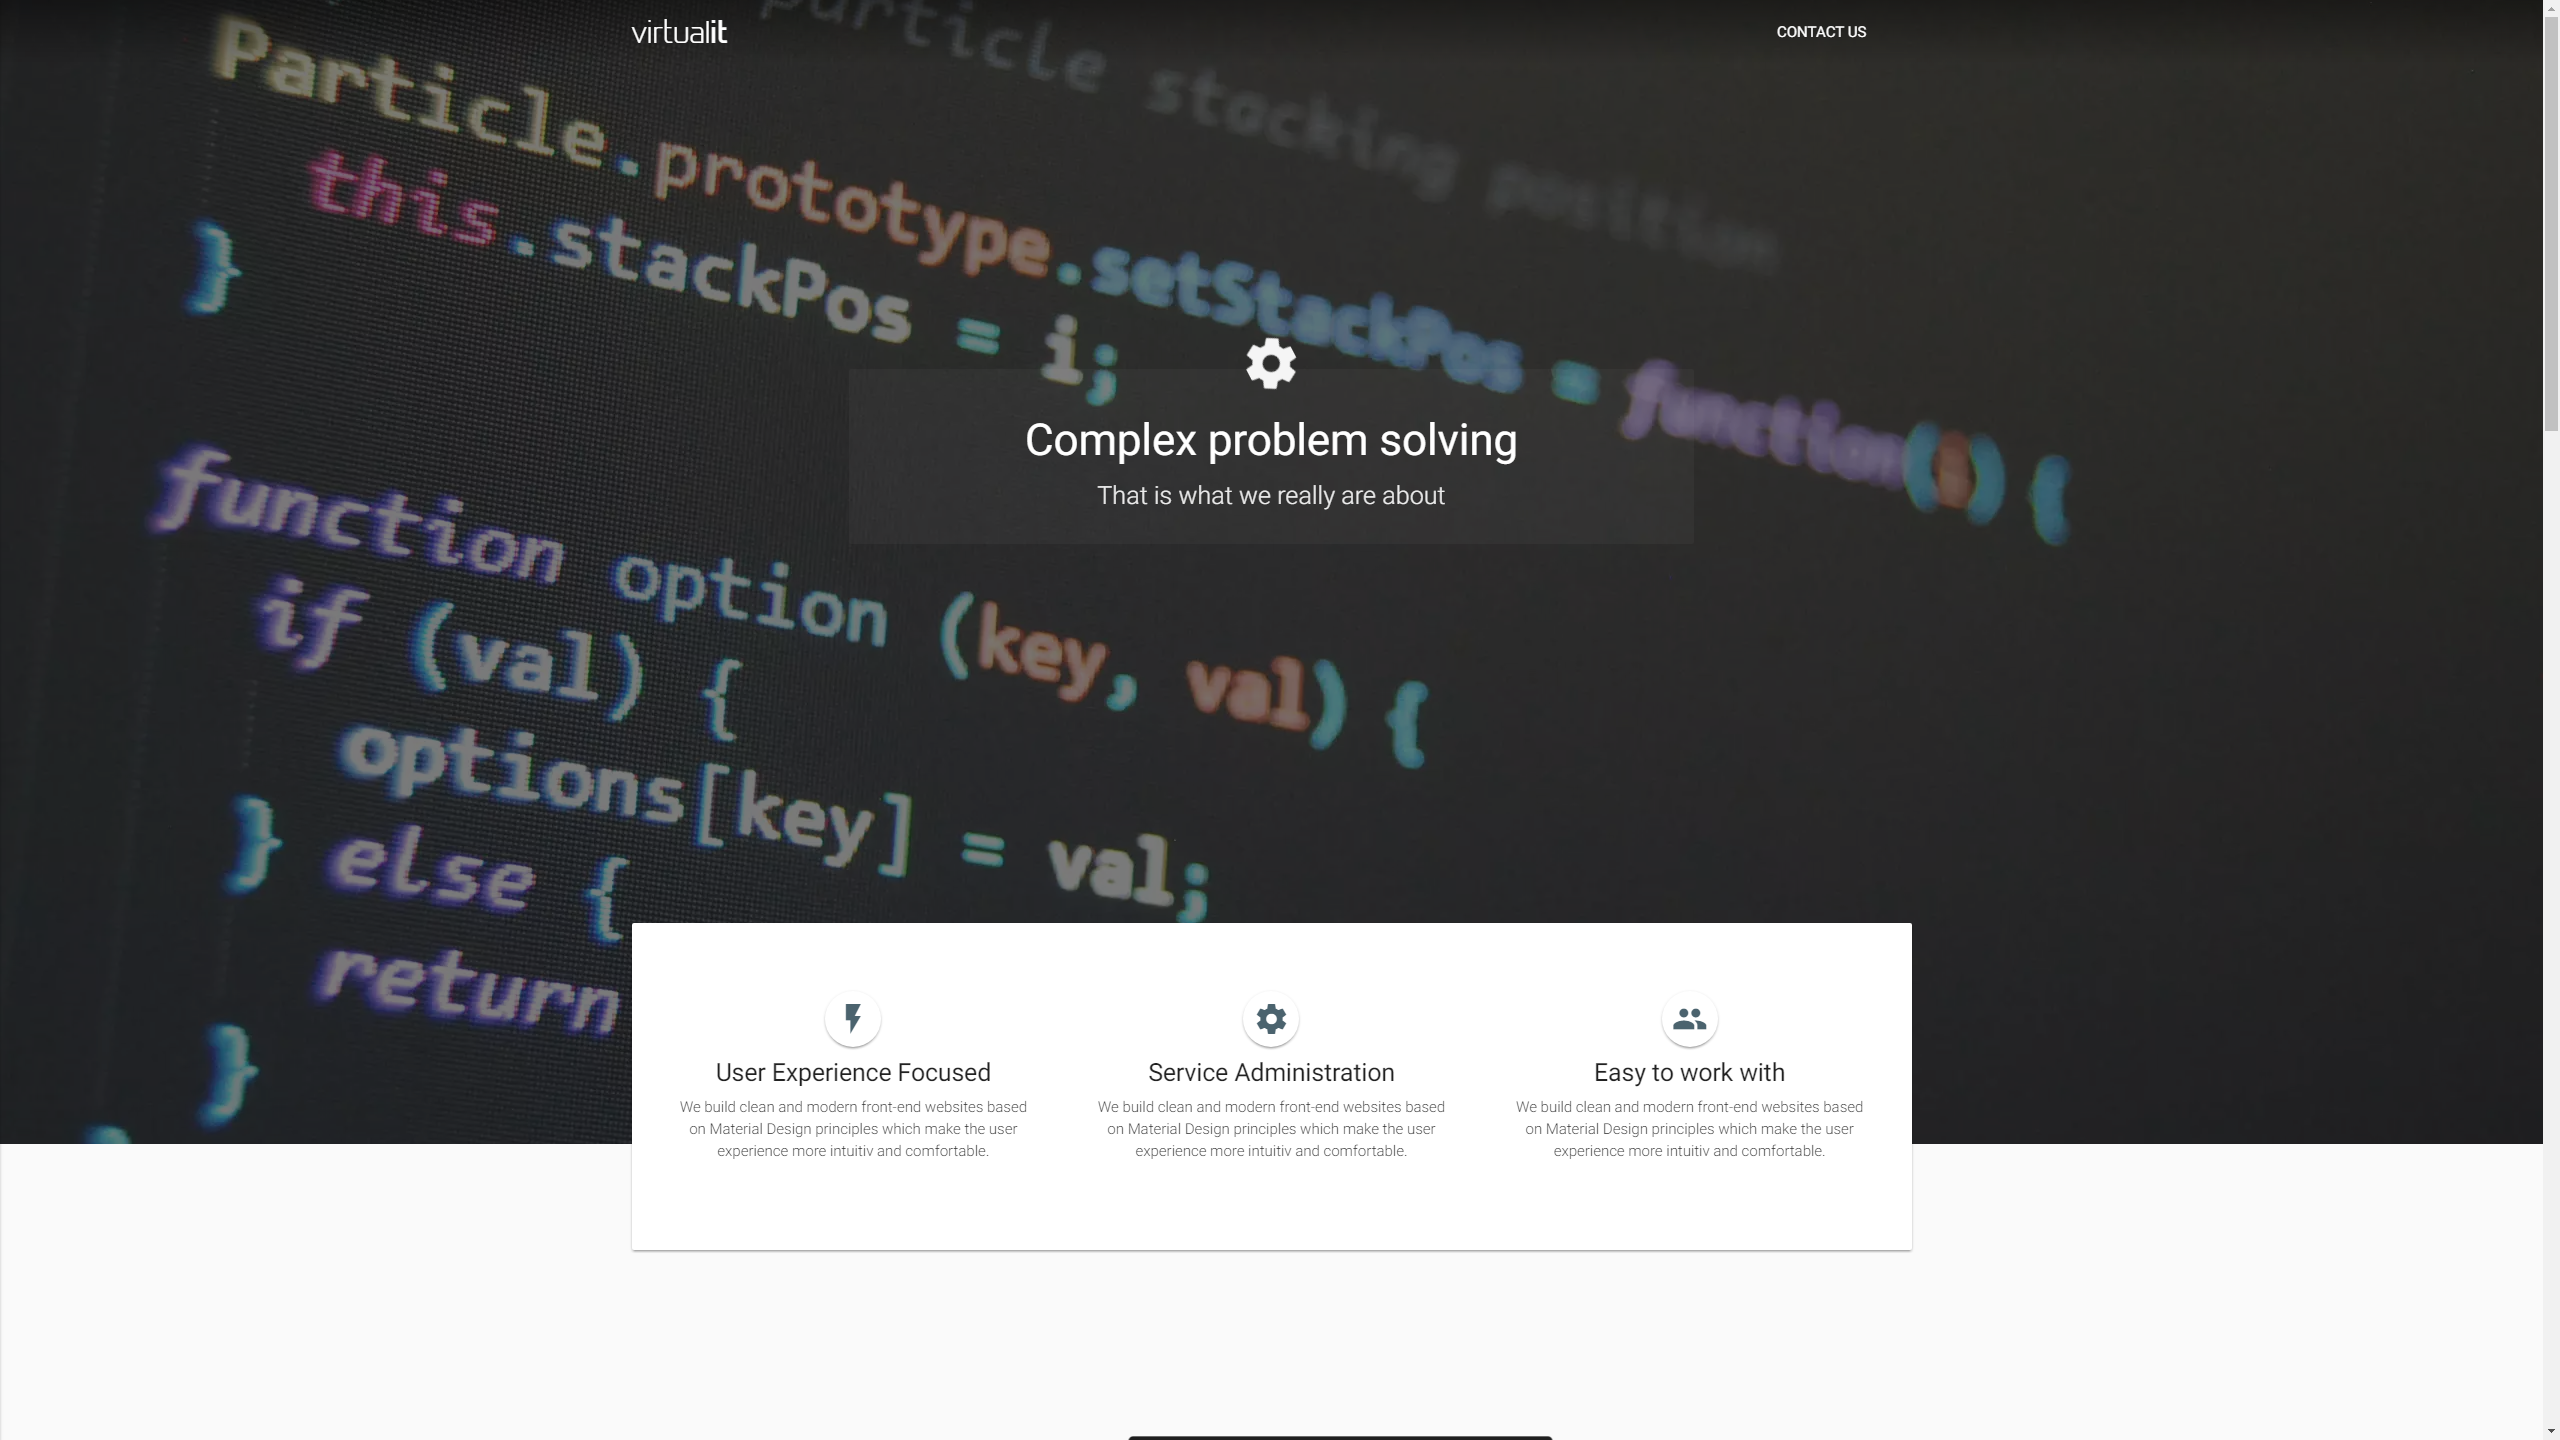 virtualit
CONTACT US
particle stacking position
Particle.prototype.setStackPos = function() {
this.stackPos = i;
}
Complex problem solving
That is what we really are about
function option (key, val) {
if (val) {
options[key] = val;
} else {
return
}
User Experience Focused
We build clean and modern front-end websites based
on Material Design principles which make the user
experience more intuitiv and comfortable.
Service Administration
We build clean and modern front-end websites based
on Material Design principles which make the user
experience more intuitiv and comfortable.
Easy to work with
We build clean and modern front-end websites based
on Material Design principles which make the user
experience more intuitiv and comfortable.